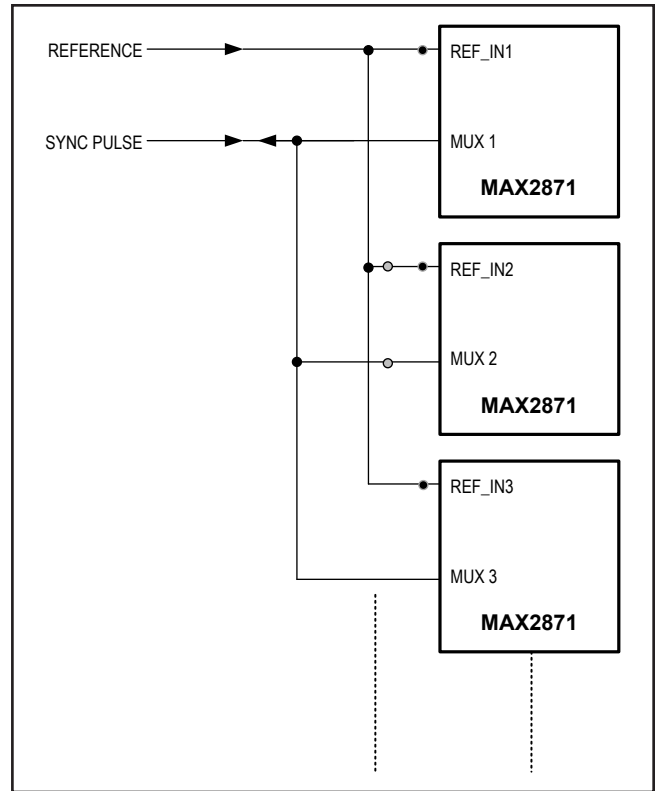 REFERENCE
REF_IN1
SYNC PULSE
MUX 1
MAX2871
REF_IN2
MUX 2
MAX2871
REF_IN3
MUX 3
MAX2871